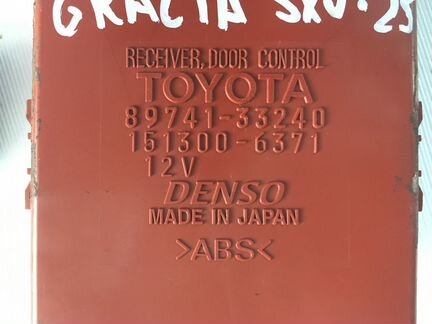 GRACIA SXV-25
RECEIVER, DOOR CONTROL
TOYOTA
89741-33240
151300-6371
12V
DENSO
MADE IN JAPAN
>ABS<